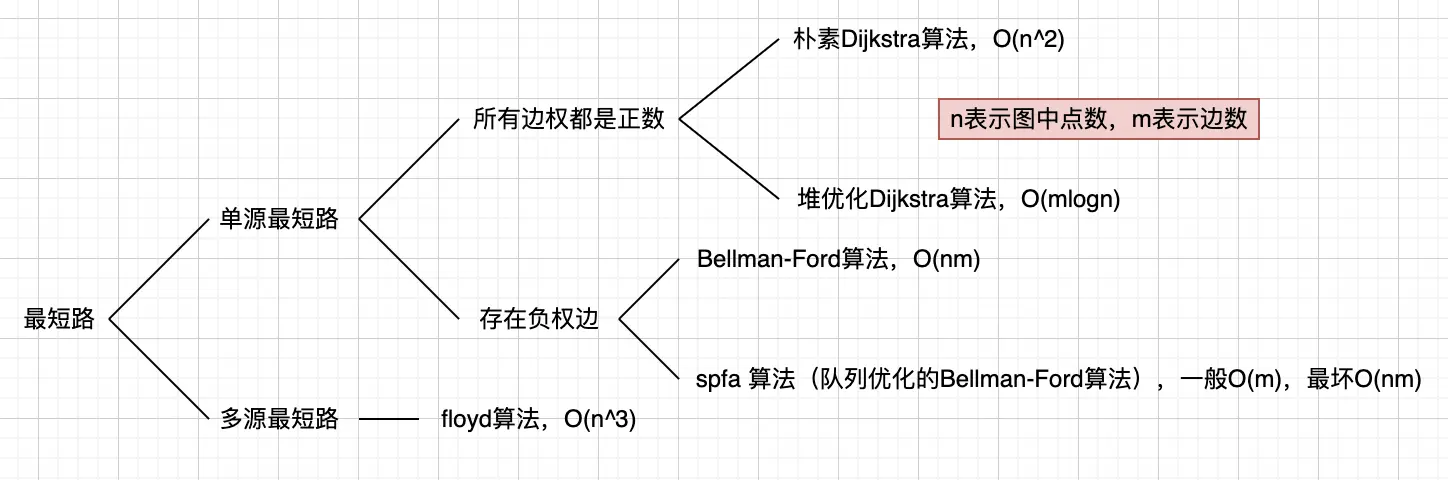 朴素Dijkstra算法，O(n^2)
所有边权都是正数
n表示图中点数，m表示边数
堆优化Dijkstra算法，O(mlogn)
单源最短路
Bellman-Ford算法，O(nm)
最短路
存在负权边
spfa 算法（队列优化的Bellman-Ford算法），一般O(m)，最坏O(nm)
多源最短路
floyd算法，O(n^3)